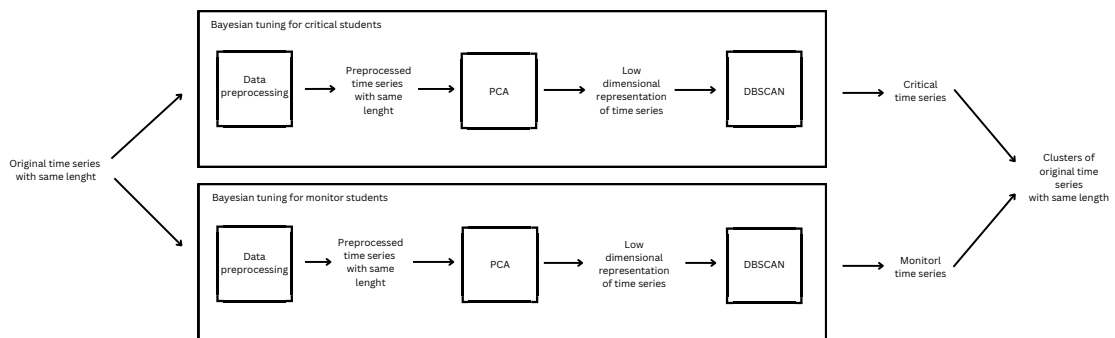 Bayesian tuning for critical students
Data
preprocessing
Preprocessed
time series
with same
lenght
PCA
Low
dimensional
representation
of time series
DBSCAN
Critical
time series
Original time series
with same lenght
Clusters of
original time
series
with same length
Bayesian tuning for monitor students
Data
preprocessing
Preprocessed
time series
with same
lenght
PCA
Low
dimensional
representation
of time series
DBSCAN
Monitorl
time series